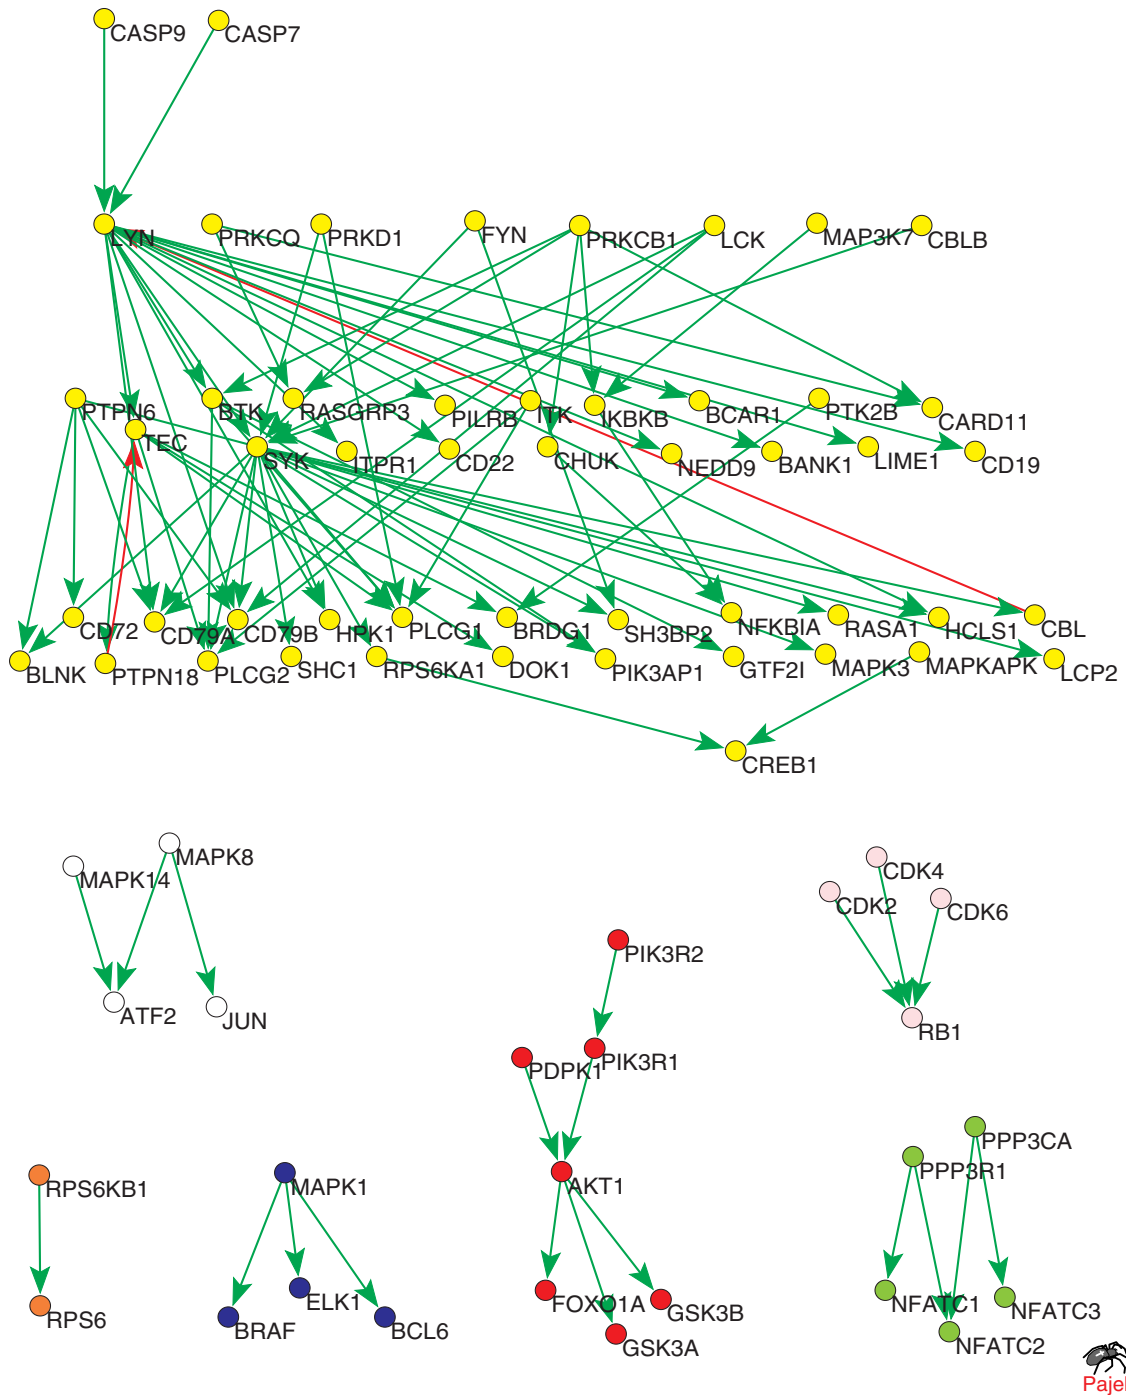 CASP9
CASP7
LYN
PRKCQ
PRKD1
FYN
PRKCB1
LCK
MAP3K7
CBLB
PTPN6
BTK
RASGRP3
PILRB
ITK
IKBKB
BCAR1
PTK2B
CARD11
TEC
SYK
ITPR1
CD22
CHUK
NEDD9
BANK1
LIME1
CD19
CD72
CD79A
CD79B
HPK1
PLCG1
BRDG1
SH3BP2
NFKBIA
RASA1
HCLS1
CBL
BLNK
PTPN18
PLCG2
SHC1
RPS6KA1
DOK1
PIK3AP1
GTF2I
MAPK3
MAPKAPK
LCP2
CREB1
MAPK8
MAPK14
ATF2
JUN
CDK4
CDK2
CDK6
RB1
PIK3R2
PDPK1
PIK3R1
AKT1
FOXO1A
GSK3B
GSK3A
PPP3CA
PPP3R1
NFATC1
NFATC3
NFATC2
RPS6KB1
RPS6
MAPK1
ELK1
BRAF
BCL6